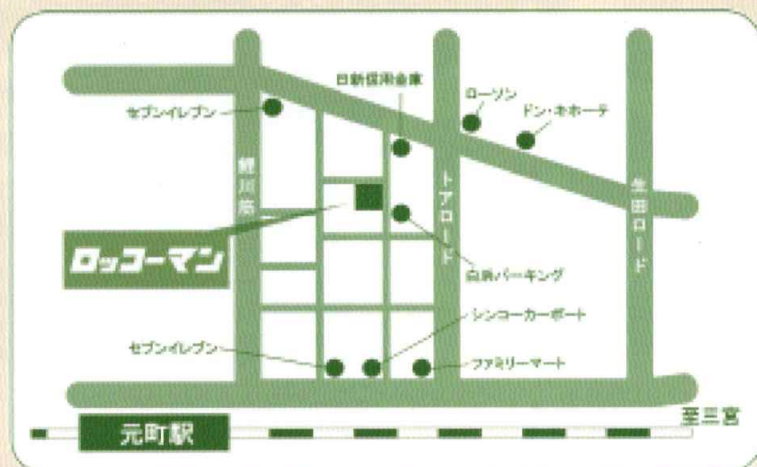 日新信用金庫
ローソン
ドン・キホーテ
セブンイレブン
鯉川筋
トアロード
生田ロード
ロッコーマン
パーキング
シンコーカーポート
セブンイレブン
ファミリーマート
至三宮
元町駅